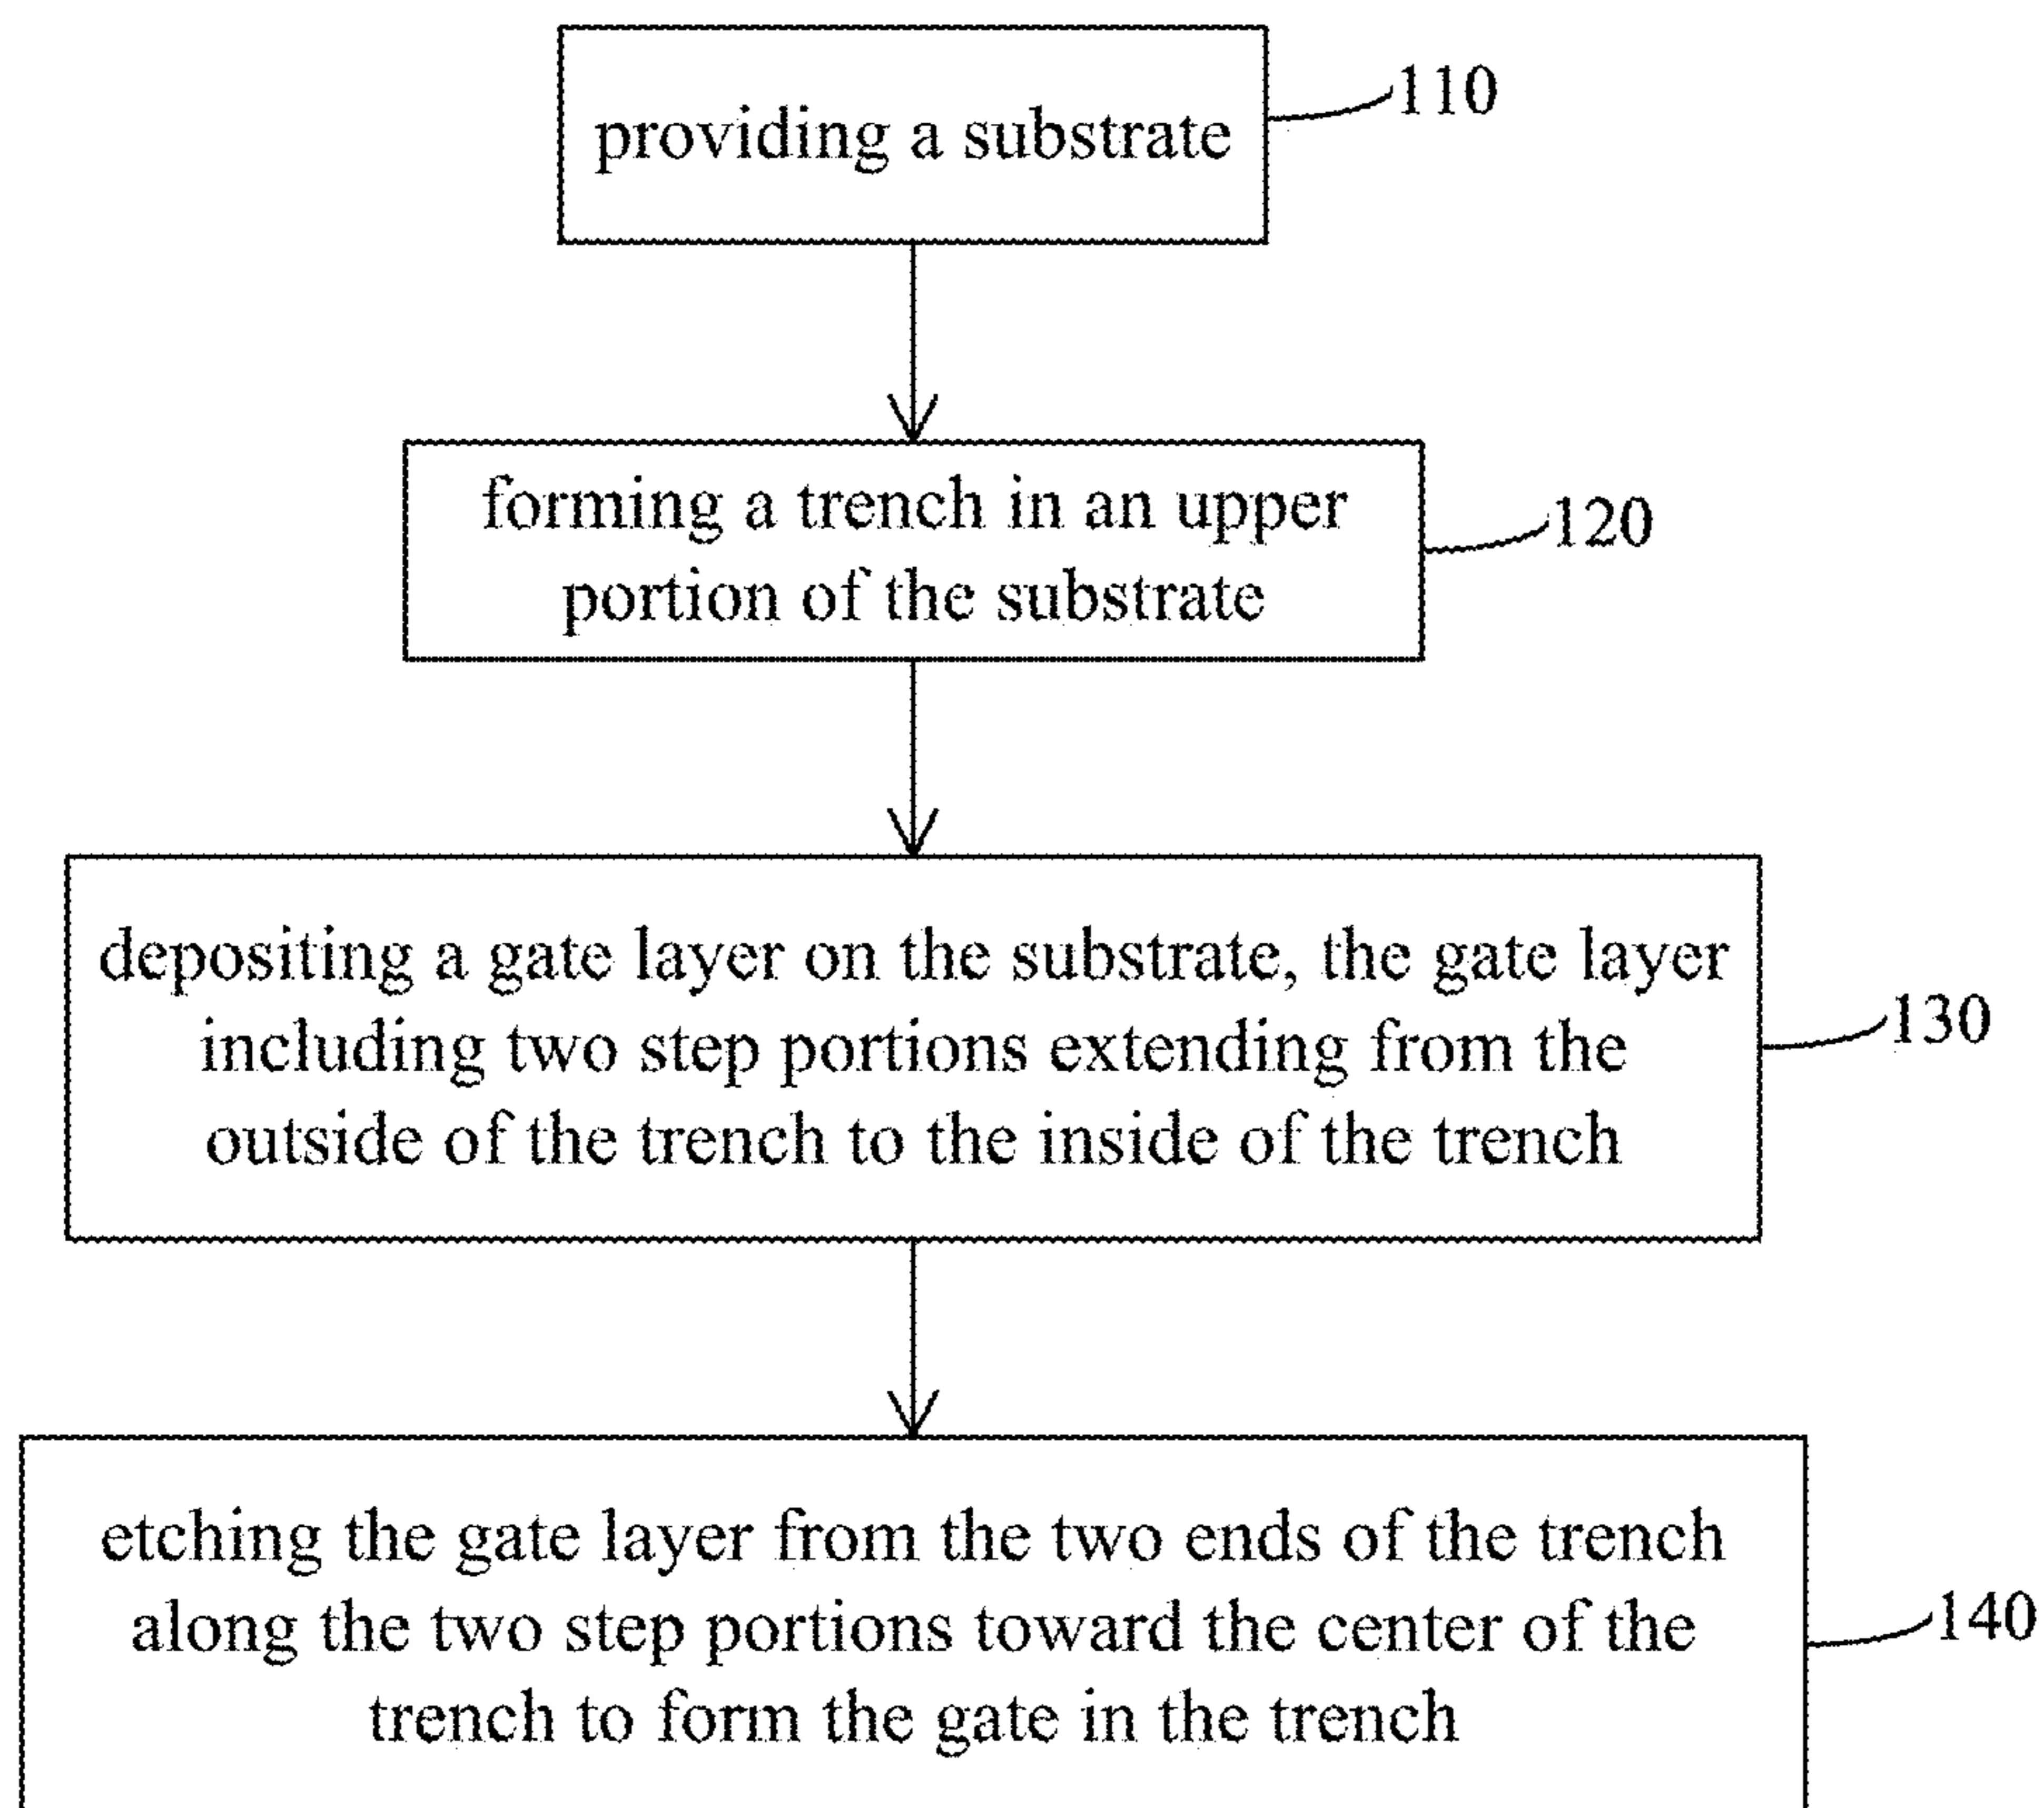 providing a substrate
110
forming a trench in an upper
portion of the substrate
120
depositing a gate layer on the substrate, the gate layer
including two step portions extending from the
outside of the trench to the inside of the trench
130
etching the gate layer from the two ends of the trench
along the two step portions toward the center of the
trench to form the gate in the trench
140